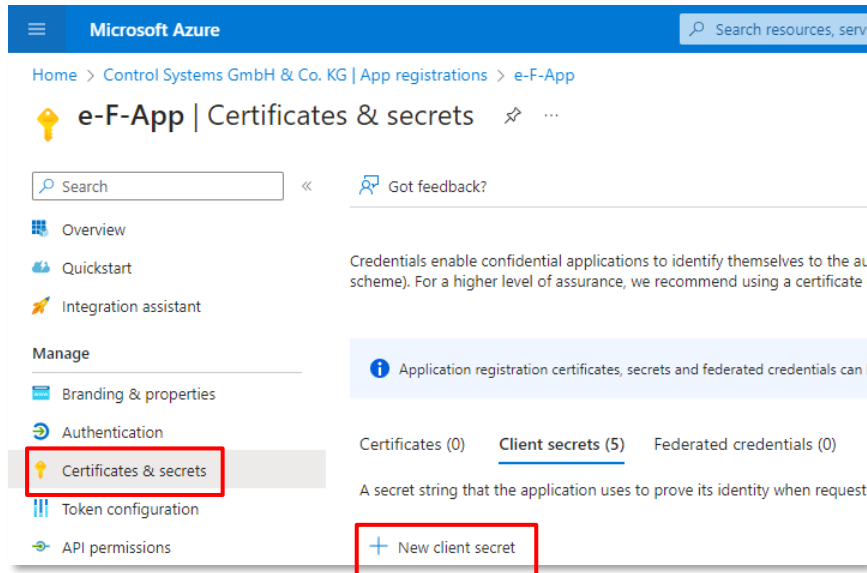 Microsoft Azure
Search resources, serv
Home > Control Systems GmbH & Co. KG | App registrations > e-F-App
e-F-App | Certificates & secrets
Search
Got feedback?
Overview
Quickstart
Integration assistant
Credentials enable confidential applications to identify themselves to the au
scheme). For a higher level of assurance, we recommend using a certificate
Manage
Application registration certificates, secrets and federated credentials can
Branding & properties
Authentication
Certificates & secrets
Token configuration
API permissions
Certificates (0) Client secrets (5) Federated credentials (0)
A secret string that the application uses to prove its identity when request
+ New client secret